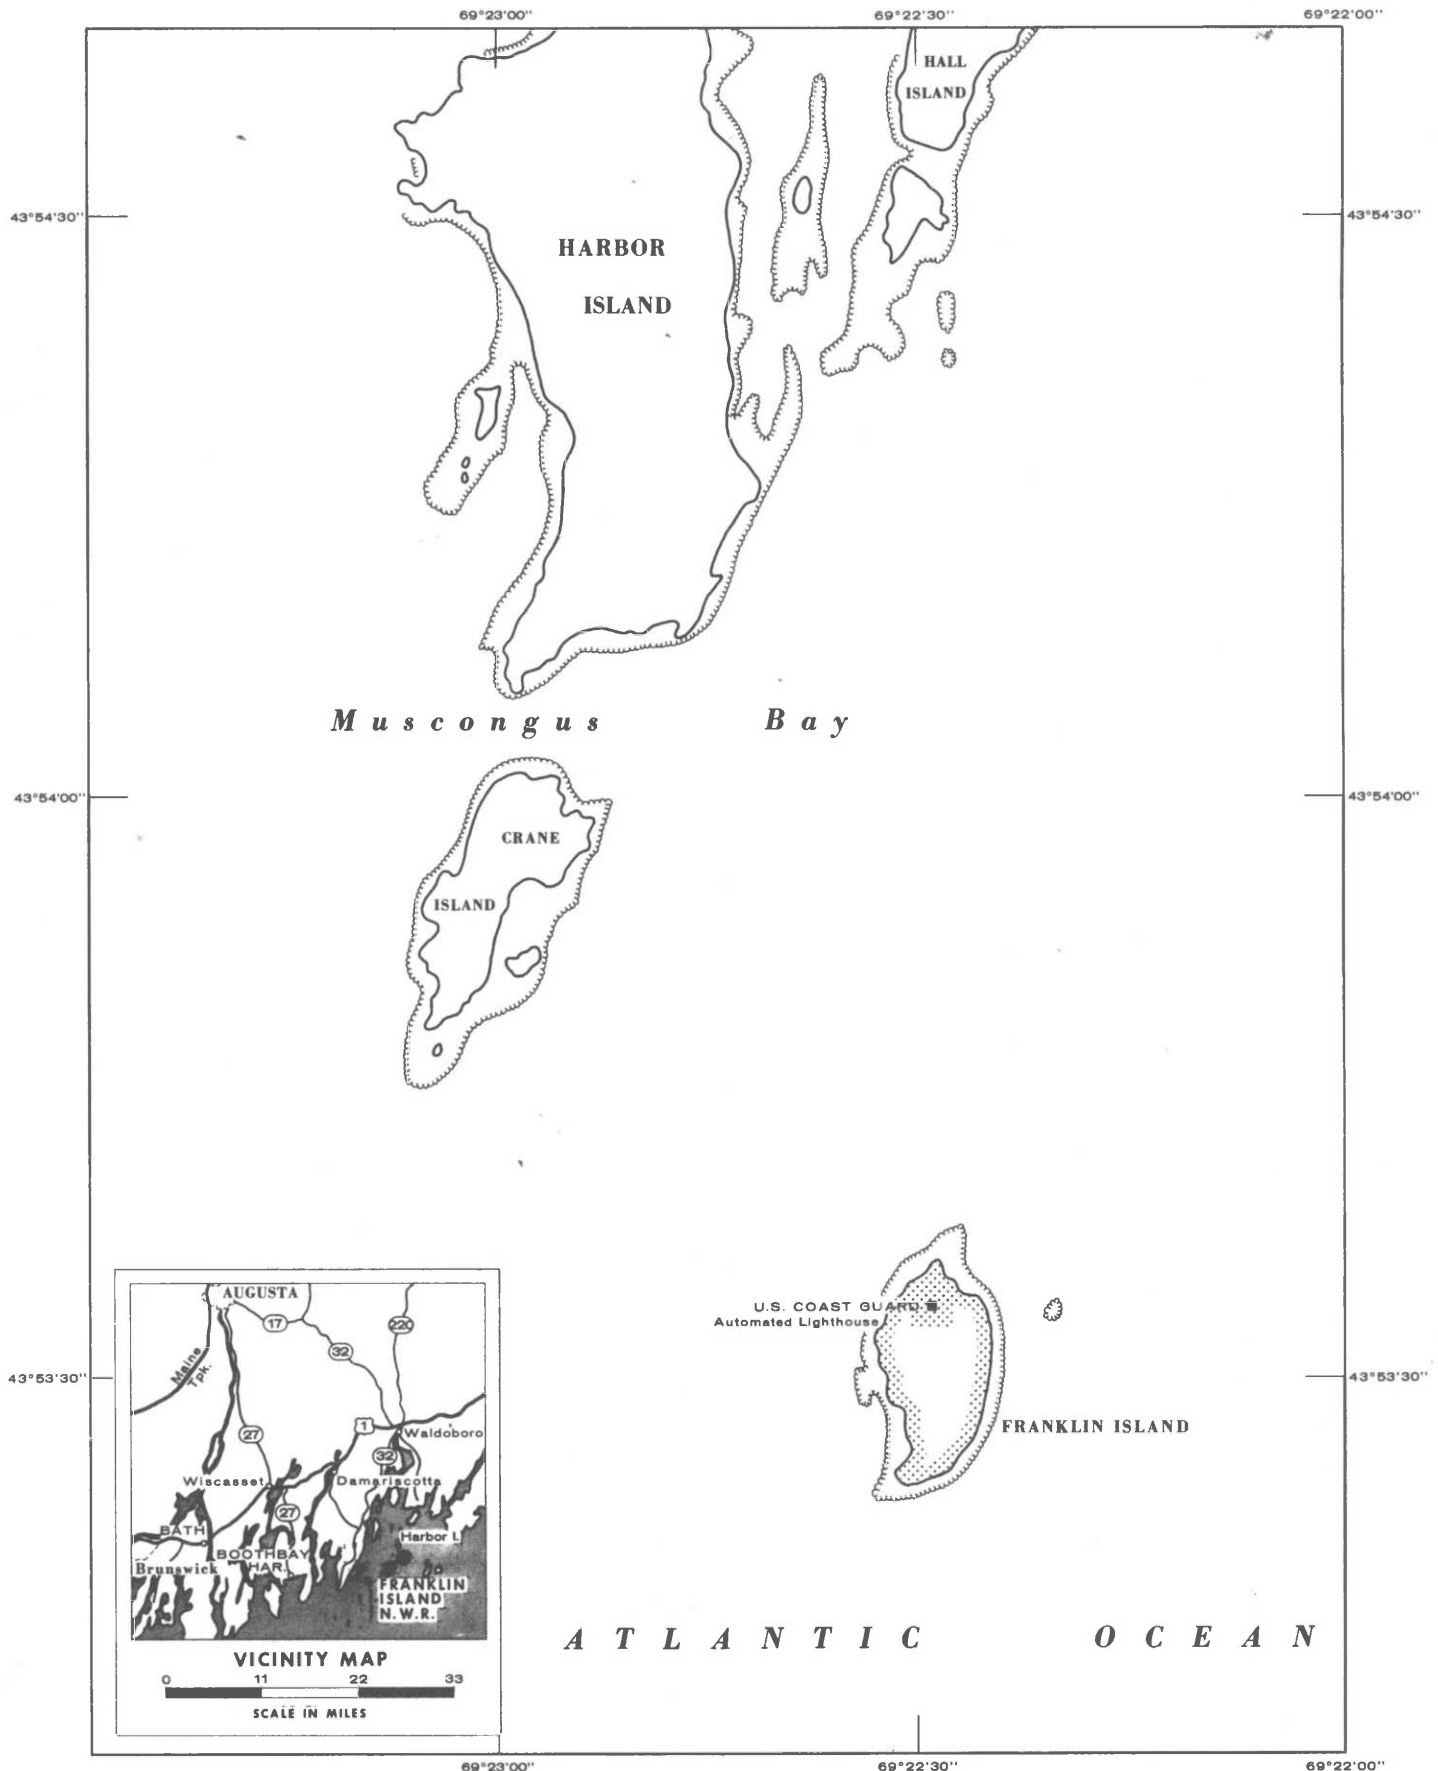 69°23'00"
69°22'30"
69°22'00"
HALL
ISLAND
43°54'30"
43°54'30"
HARBOR
ISLAND
Muscongus Bay
43°54'00"
43°54'00"
CRANE
ISLAND
U.S. COAST GUARD
Automated Lighthouse
43°53'30"
43°53'30"
FRANKLIN ISLAND
AUGUSTA
17
220
32
Maine
Tpk.
27
1
Waldoboro
32
Wiscasset
Damariscotta
27
BATH
Harbor I.
BOOTHBAY
HAR.
Brunswick
FRANKLIN
ISLAND
N.W.R.
ATLANTIC OCEAN
VICINITY MAP
0 11 22 33
SCALE IN MILES
69°23'00"
69°22'30"
69°22'00"